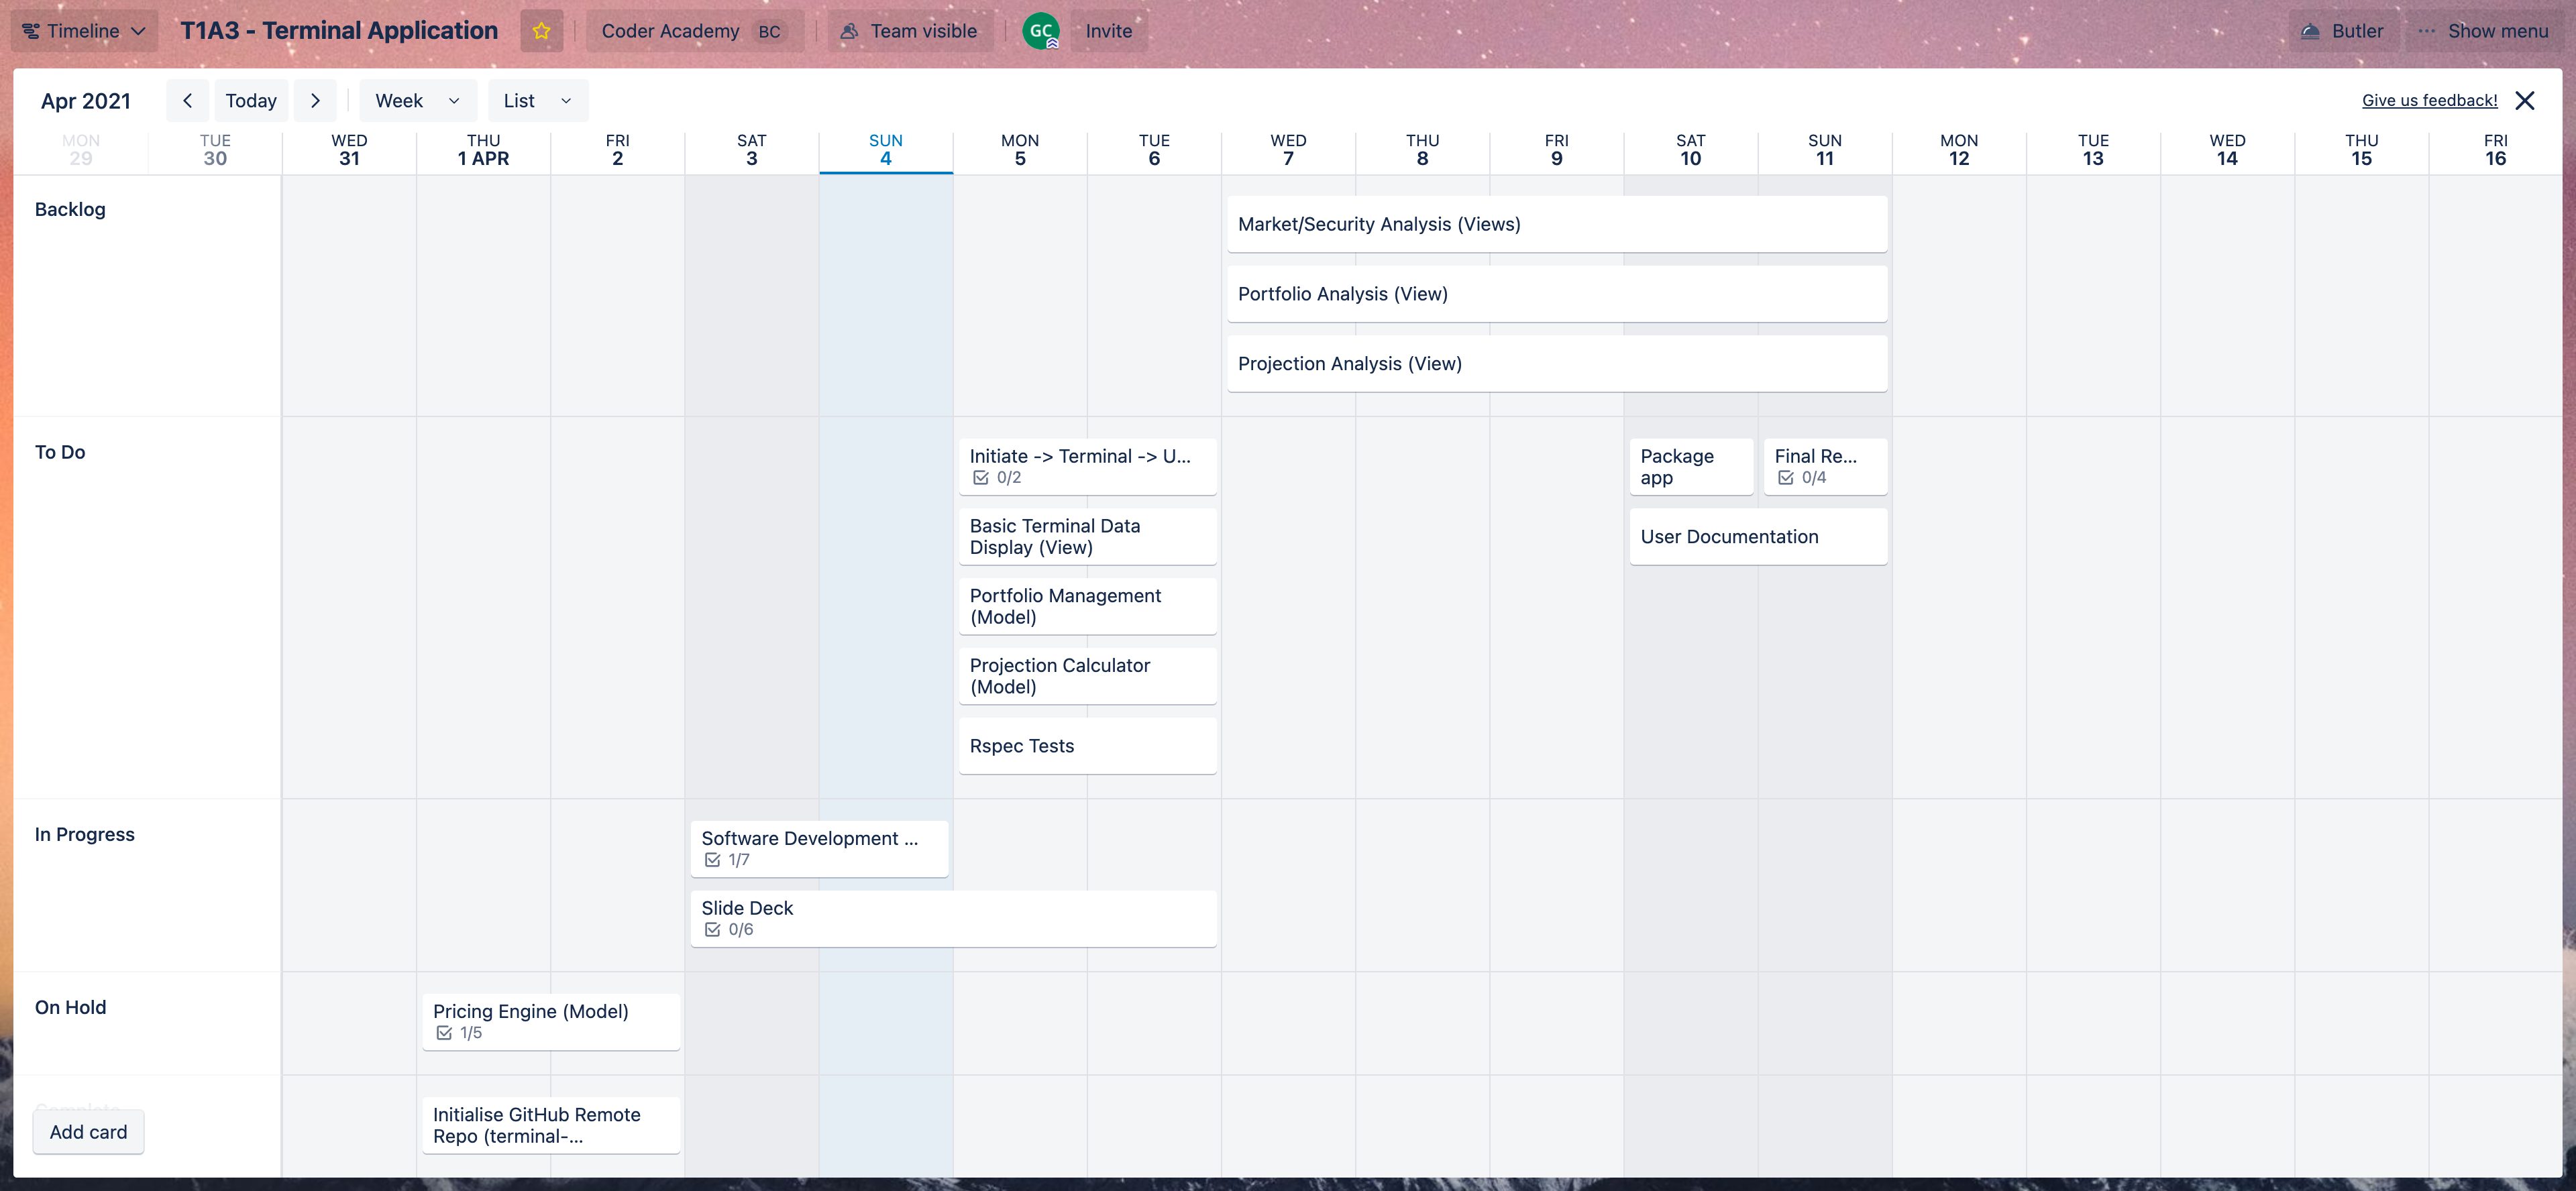 Timeline T1A3 - Terminal Application Coder Academy BC Team visible GC Invite Butler ··· Show menu
Apr 2021 Today Week List Give us feedback!
MON TUE WED THU FRI SAT SUN MON TUE WED THU FRI SAT SUN MON TUE WED THU FRI
29 30 31 1 APR 2 3 4 5 6 7 8 9 10 11 12 13 14 15 16
Backlog
Market/Security Analysis (Views)
Portfolio Analysis (View)
Projection Analysis (View)
To Do
Initiate -> Terminal -> U...
0/2
Package
app
Final Re...
0/4
Basic Terminal Data
Display (View)
User Documentation
Portfolio Management
(Model)
Projection Calculator
(Model)
Rspec Tests
In Progress
Software Development ...
1/7
Slide Deck
0/6
On Hold
Pricing Engine (Model)
1/5
Complete
Initialise GitHub Remote
Repo (terminal-...
Add card